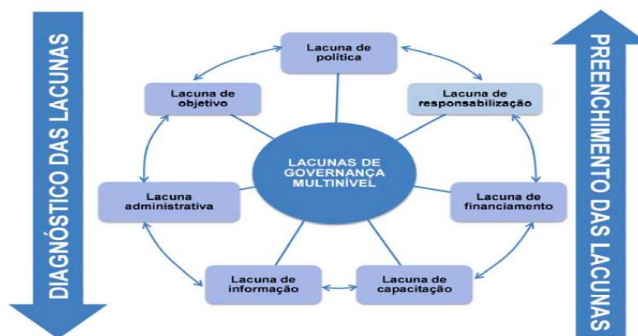 DIAGNÓSTICO DAS LACUNAS
Lacuna de
política
Lacuna de
objetivo
Lacuna de
responsabilização
LACUNAS DE
GOVERNANÇA
MULTINÍVEL
Lacuna
administrativa
Lacuna de
financiamento
Lacuna de
informação
Lacuna de
capacitação
PREENCHIMENTO DAS LACUNAS